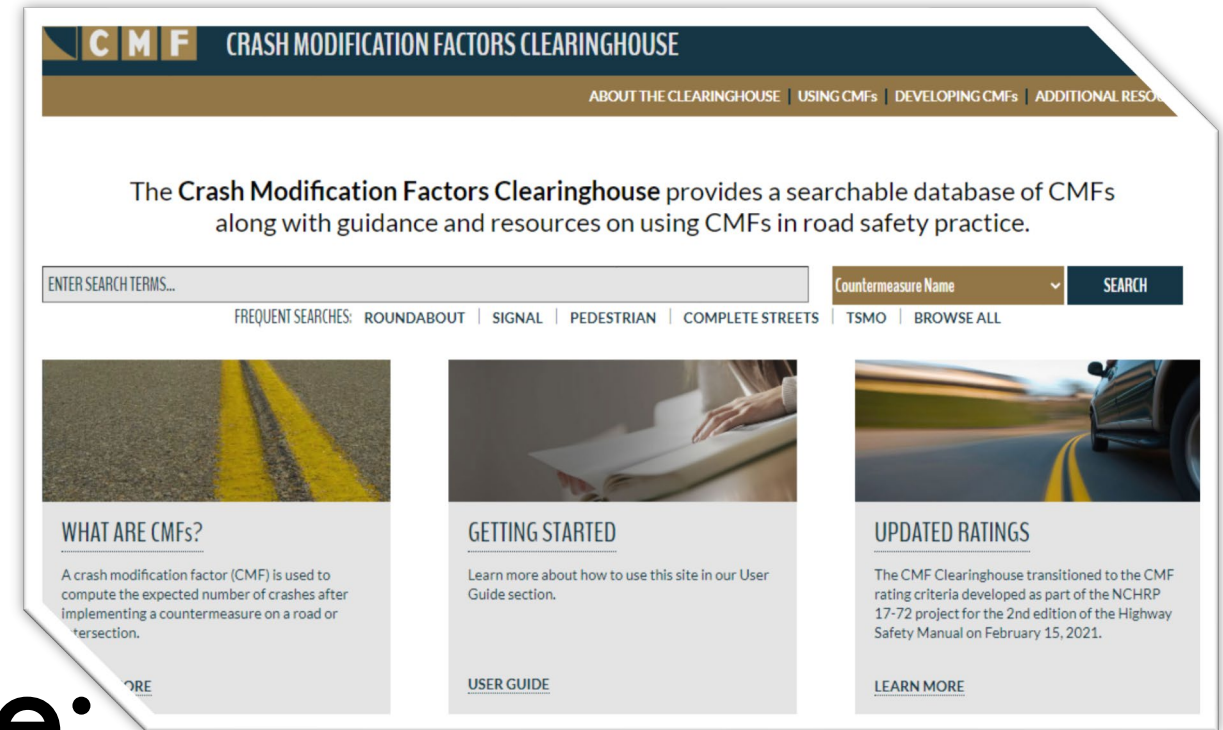 CMF CRASH MODIFICATION FACTORS CLEARINGHOUSE
ABOUT THE CLEARINGHOUSE | USING CMFs | DEVELOPING CMFs | ADDITIONAL
The Crash Modification Factors Clearinghouse provides a searchable database of CMFs
along with guidance and resources on using CMFs in road safety practice.
ENTER SEARCH TERMS...
Countermeasure Name
SEARCH
FREQUENT SEARCHES: ROUNDABOUT | SIGNAL | PEDESTRIAN | COMPLETE STREETS | TSMO | BROWSE ALL
WHAT ARE CMFs?
A crash modification factor (CMF) is used to
compute the expected number of crashes after
implementing a countermeasure on a road or
GETTING STARTED
Learn more about how to use this site in our User
Guide section.
USER GUIDE
UPDATED RATINGS
The CMF Clearinghouse transitioned to the CMF
rating criteria developed as part of the NCHRP
17-72 project for the 2nd edition of the Highway
Safety Manual on February 15, 2021.
LEARN MORE